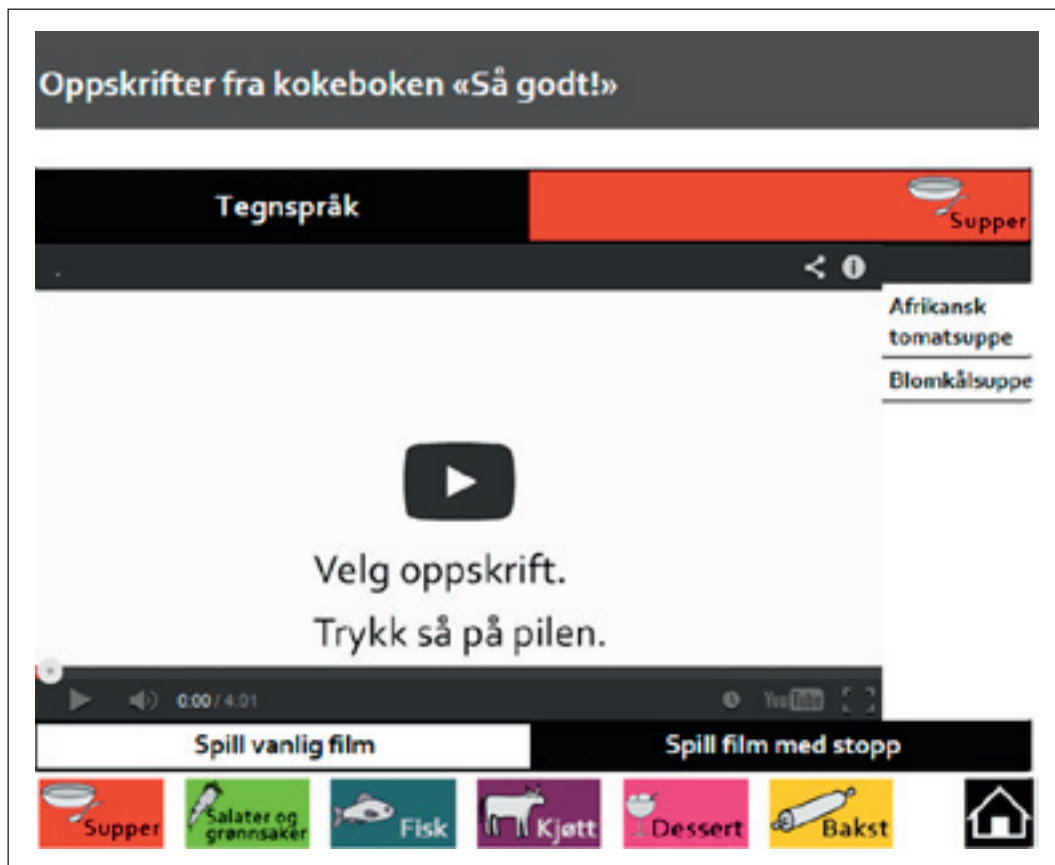 Oppskrifter fra kokeboken «Så godt!»
Tegnspråk
Supper
.
Afrikansk
tomatsuppe
Blomkålsuppe
Velg oppskrift.
Trykk så på pilen.
0:00 / 4:01
YouTube
Spill vanlig film
Spill film med stopp
Supper
Salater og
grønnsaker
Fisk
Kjøtt
Dessert
Bakst